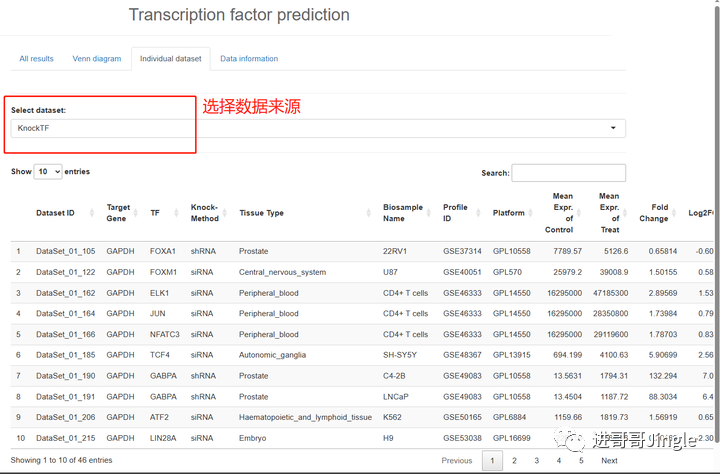 Transcription factor prediction
All results Venn diagram Individual dataset Data information
Select dataset:
选择数据来源
KnockTF
Show 10 entries Search:
Dataset ID Target Gene TF Knock-Method Tissue Type Biosample Name Profile ID Platform Mean Expr. of Control Mean Expr. of Treat Fold Change Log2F
1 DataSet_01_105 GAPDH FOXA1 shRNA Prostate 22RV1 GSE37314 GPL10558 7789.57 5126.6 0.65814 -0.60
2 DataSet_01_122 GAPDH FOXM1 siRNA Central_nervous_system U87 GSE40051 GPL570 25979.2 39008.9 1.50155 0.58
3 DataSet_01_162 GAPDH ELK1 siRNA Peripheral_blood CD4+ T cells GSE46333 GPL14550 16295000 47185300 2.89569 1.53
4 DataSet_01_164 GAPDH JUN siRNA Peripheral_blood CD4+ T cells GSE46333 GPL14550 16295000 28350800 1.73984 0.79
5 DataSet_01_166 GAPDH NFATC3 siRNA Peripheral_blood CD4+ T cells GSE46333 GPL14550 16295000 29119600 1.78703 0.83
6 DataSet_01_185 GAPDH TCF4 siRNA Autonomic_ganglia SH-SY5Y GSE48367 GPL13915 694.199 4100.63 5.90699 2.56
7 DataSet_01_190 GAPDH GABPA shRNA Prostate C4-2B GSE49083 GPL10558 13.5631 1794.31 132.294 7.0
8 DataSet_01_191 GAPDH GABPA shRNA Prostate LNCaP GSE49083 GPL10558 13.4504 1187.72 88.3034 6.4
9 DataSet_01_206 GAPDH ATF2 siRNA Haematopoietic_and_lymphoid_tissue K562 GSE50165 GPL6884 1159.66 1819.73 1.56919 0.65
10 DataSet_01_215 GAPDH LIN28A siRNA Embryo H9 GSE53038 GPL16699 2.30
进哥哥Jingle
Showing 1 to 10 of 46 entries Previous 1 2 3 4 5 Next